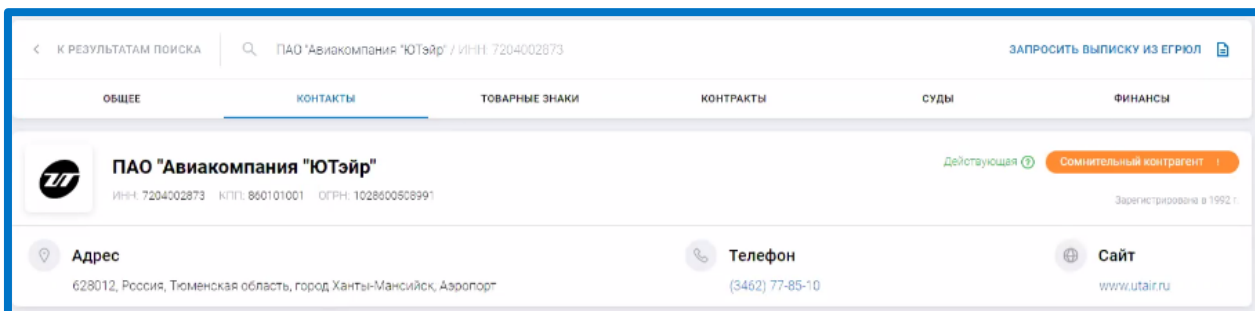 К РЕЗУЛЬТАТАМ ПОИСКА ПАО "Авиакомпания "ЮТэйр" / ИНН: 7204002873 ЗАПРОСИТЬ ВЫПИСКУ ИЗ ЕГРЮЛ
ОБЩЕЕ КОНТАКТЫ ТОВАРНЫЕ ЗНАКИ КОНТРАКТЫ СУДЫ ФИНАНСЫ
ПАО "Авиакомпания "ЮТэйр"
Действующая ? Сомнительный контрагент !
ИНН: 7204002873 КПП: 860101001 ОГРН: 1028600508991
Зарегистрирована в 1992 г.
Адрес Телефон Сайт
628012, Россия, Тюменская область, город Ханты-Мансийск, Аэропорт (3462) 77-85-10 www.utair.ru